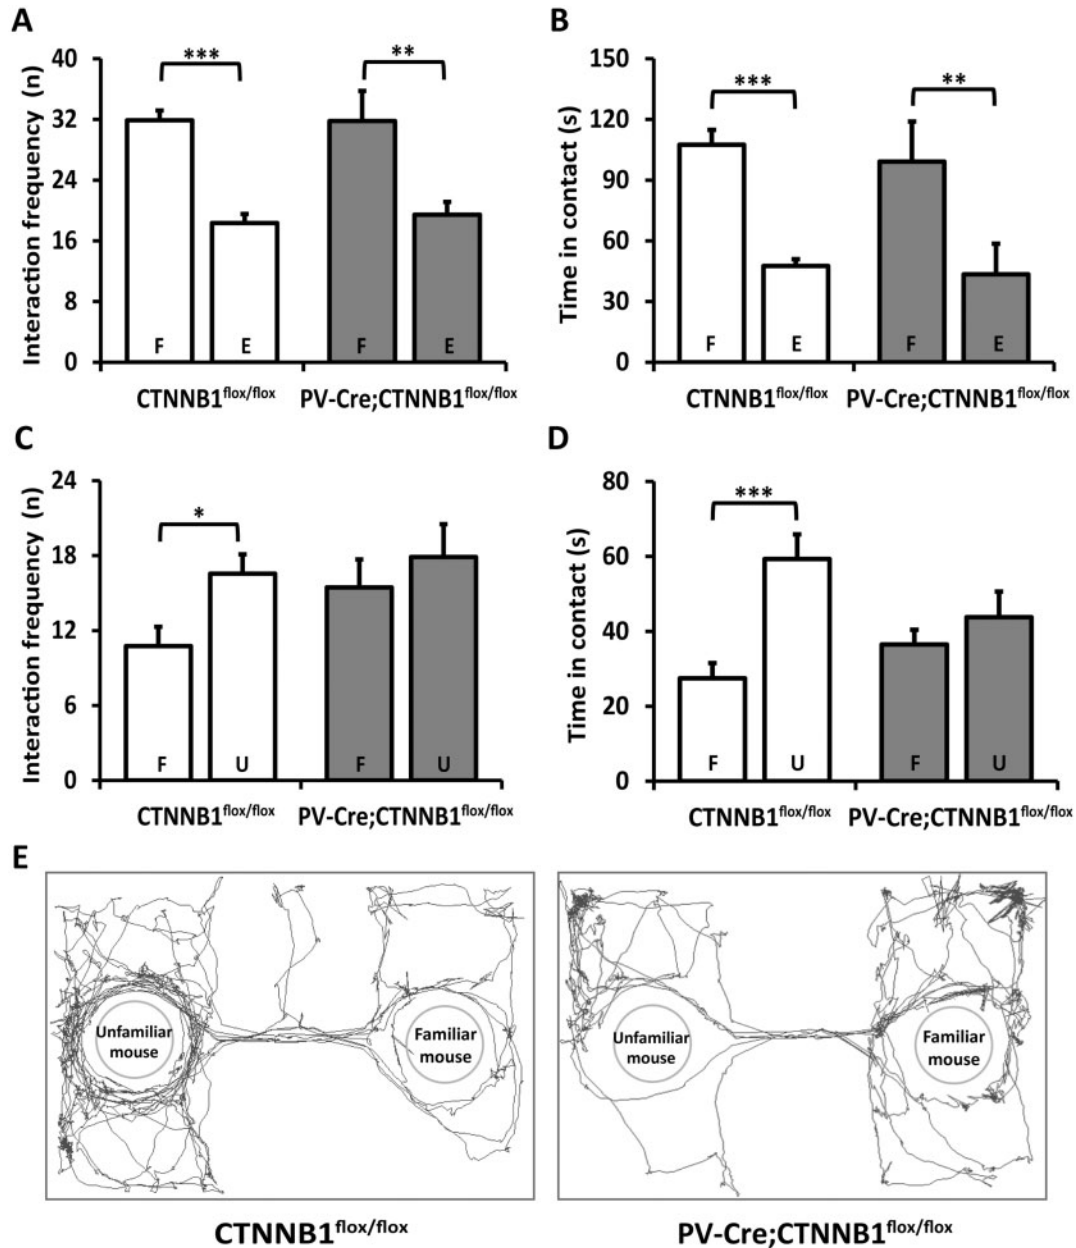 A
Interaction frequency (n)
40
32
24
16
8
0
***
**
F
E
F
E
CTNNB1flox/flox
PV-Cre;CTNNB1flox/flox
B
Time in contact (s)
150
120
90
60
30
0
***
**
F
E
F
E
CTNNB1flox/flox
PV-Cre;CTNNB1flox/flox
C
Interaction frequency (n)
24
18
12
6
0
*
F
U
F
U
CTNNB1flox/flox
PV-Cre;CTNNB1flox/flox
D
Time in contact (s)
80
60
40
20
0
***
F
U
F
U
CTNNB1flox/flox
PV-Cre;CTNNB1flox/flox
E
Unfamiliar
mouse
Familiar
mouse
Unfamiliar
mouse
Familiar
mouse
CTNNB1flox/flox
PV-Cre;CTNNB1flox/flox